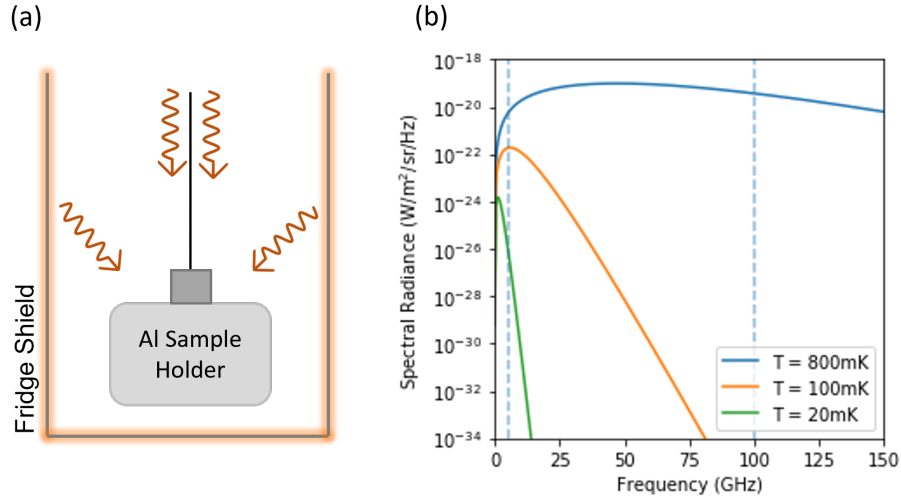 (a)
Fridge Shield
Al Sample
Holder
(b)
Spectral Radiance (W/m²/sr/Hz)
10⁻¹⁸
10⁻²⁰
10⁻²²
10⁻²⁴
10⁻²⁶
10⁻²⁸
10⁻³⁰
10⁻³²
10⁻³⁴
T = 800mK
T = 100mK
T = 20mK
0 25 50 75 100 125 150
Frequency (GHz)